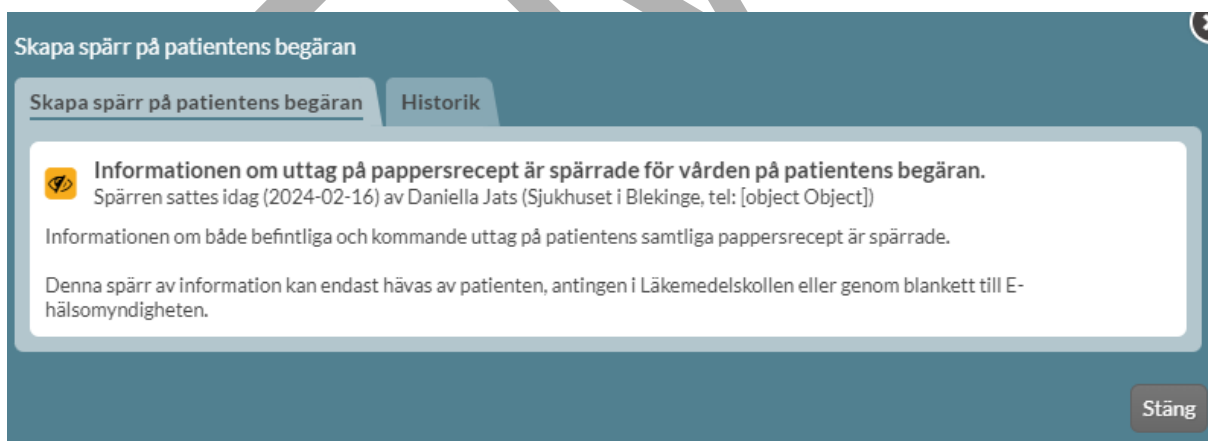 Skapa spärr på patientens begäran
Skapa spärr på patientens begäran
Historik
Informationen om uttag på pappersrecept är spärrade för vården på patientens begäran.
Spärren sattes idag (2024-02-16) av Daniella Jats (Sjukhuset i Blekinge, tel: [object Object])
Informationen om både befintliga och kommande uttag på patientens samtliga pappersrecept är spärrade.
Denna spärr av information kan endast hävas av patienten, antingen i Läkemedelskollen eller genom blankett till E-
hälsomyndigheten.
Stäng